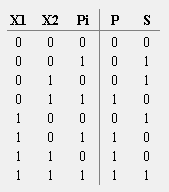 X1 X2 Pi P S
0 0 0 0 0
0 0 1 0 1
0 1 0 0 1
0 1 1 1 0
1 0 0 0 1
1 0 1 1 0
1 1 0 1 0
1 1 1 1 1